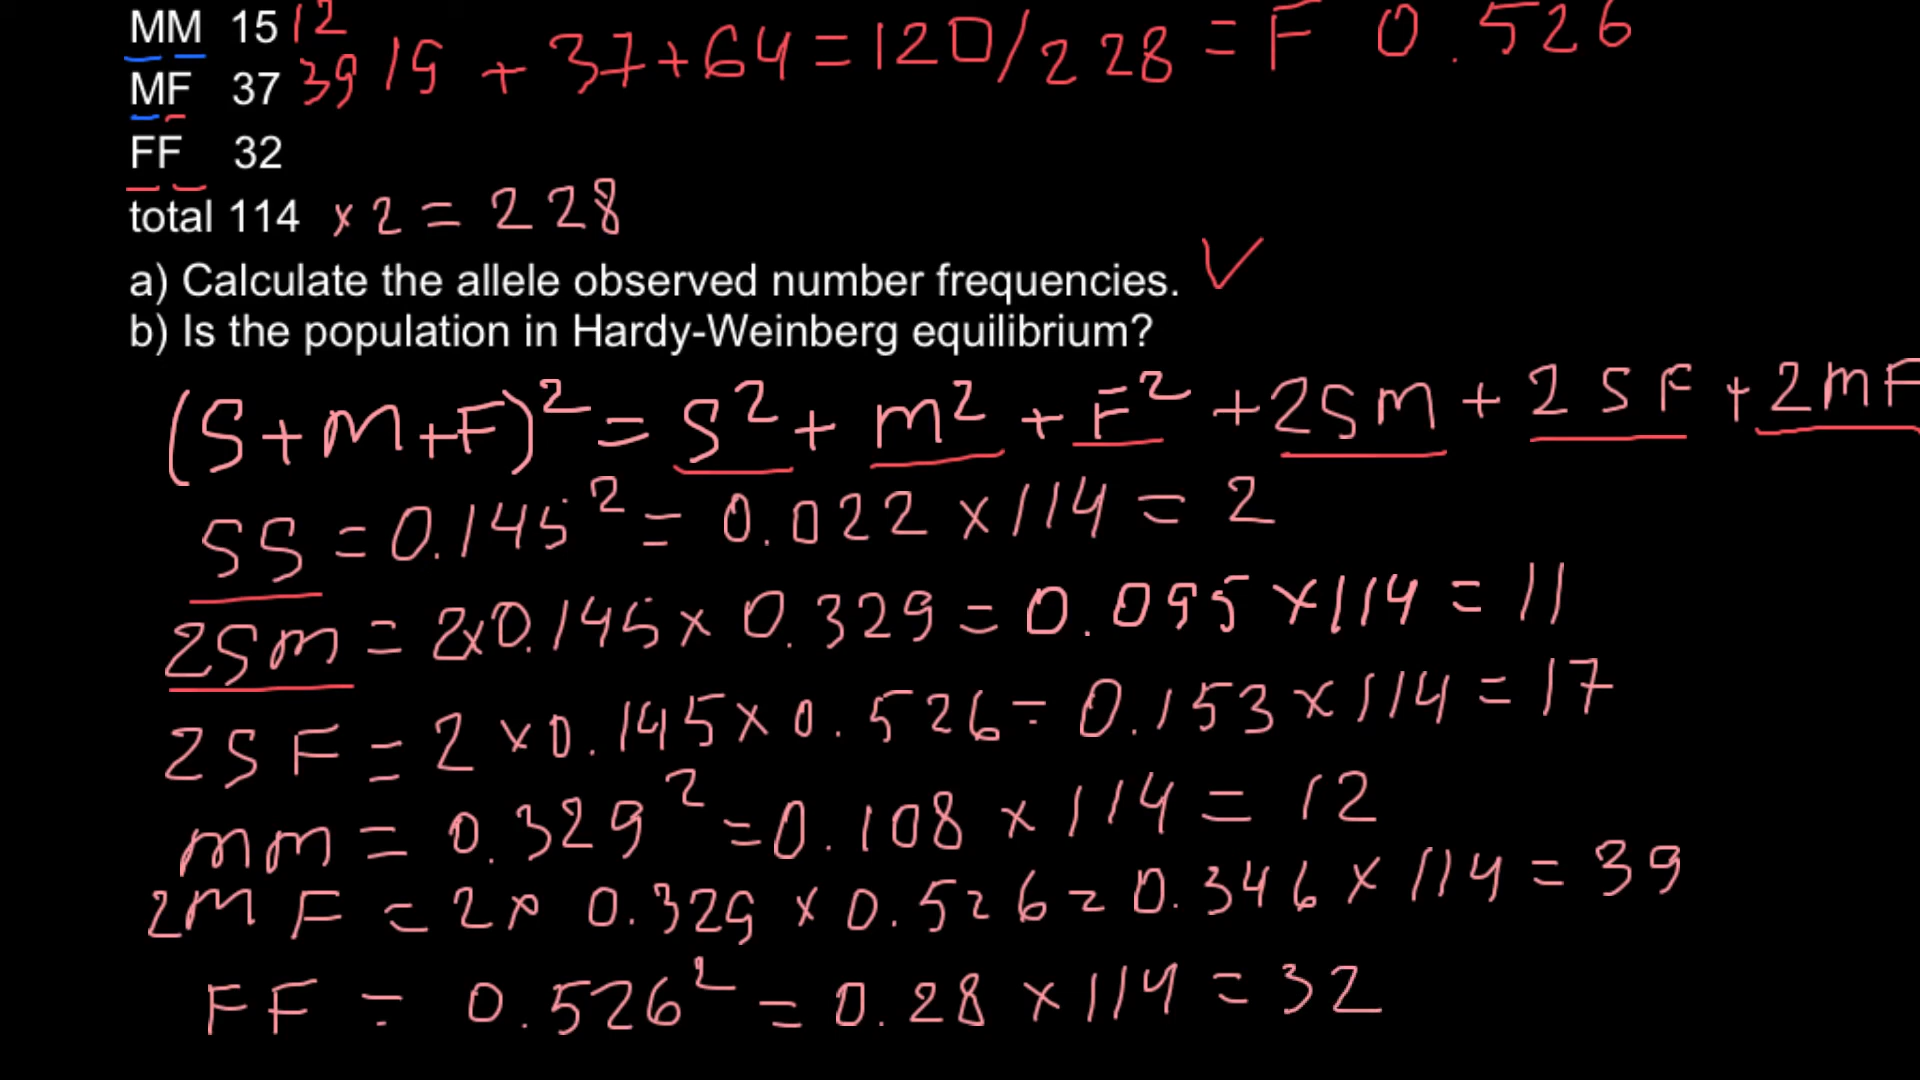 MM 15 12
MF 37 39 19 + 37+64 = 120/228 = F 0.526
FF 32
total 114 x 2 = 228
a) Calculate the allele observed number frequencies. ✓
b) Is the population in Hardy-Weinberg equilibrium?
(S+M+F)² = S² + m² + F² + 2Sm + 2SF + 2mF
SS = 0.145² = 0.022 x 114 = 2
2Sm = 2x0.145 x 0.329 = 0.095 x 114 = 11
2SF = 2 x 0.145 x 0.526 = 0.153 x 114 = 17
mm = 0.329² = 0.108 x 114 = 12
2MF = 2 x 0.329 x 0.526 = 0.346 x 114 = 39
FF = 0.526² = 0.28 x 114 = 32